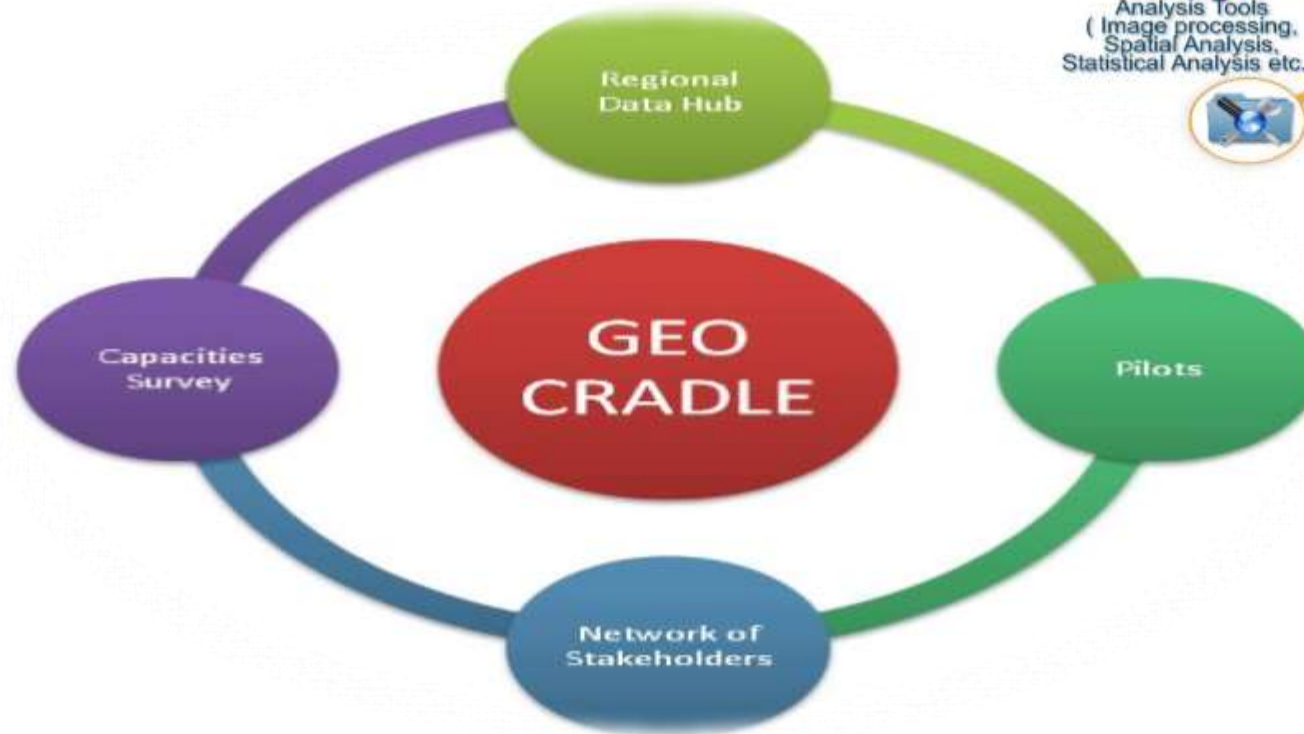 Analysis Tools
( Image processing,
Spatial Analysis,
Statistical Analysis etc.
Regional
Data Hub
GEO
CRADLE
Capacities
Survey
Pilots
Network of
Stakeholders